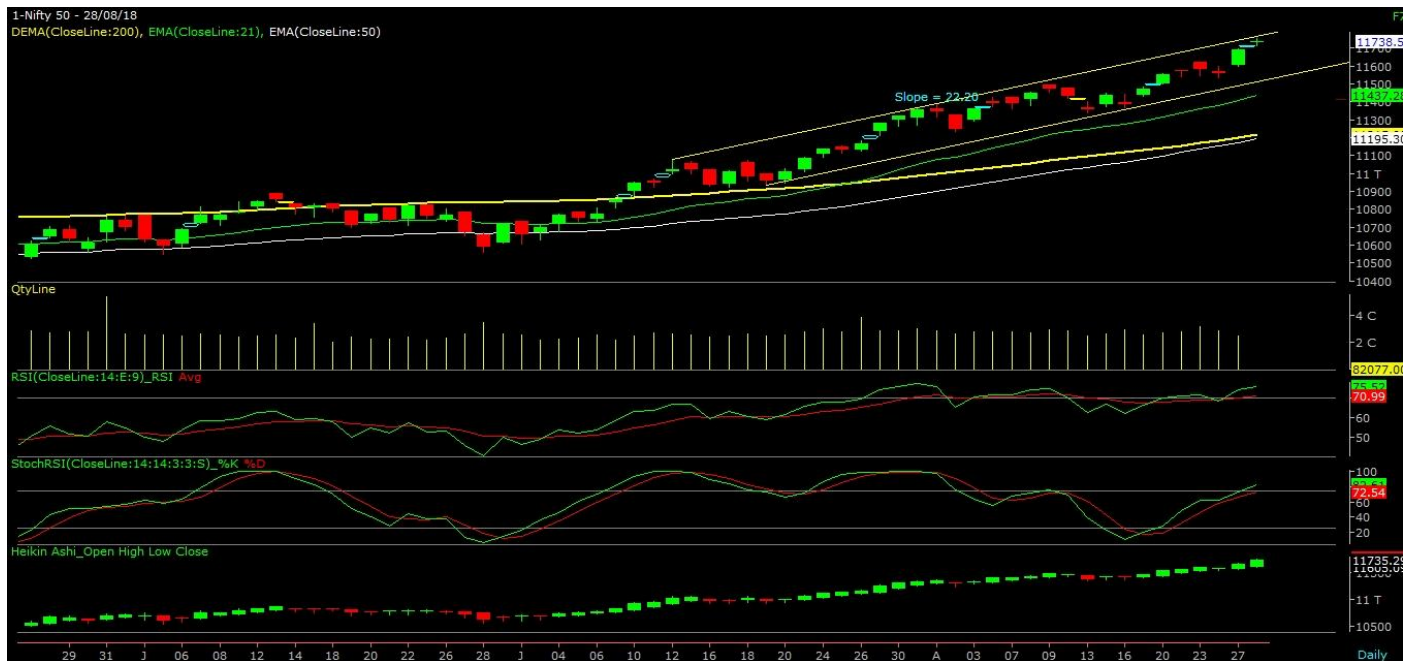 1-Nifty 50 - 28/08/18
DEMA(CloseLine:200), EMA(CloseLine:21), EMA(CloseLine:50)
11738.5
11600
11500
Slope = 22.20
11437.28
11300
11195.30
11100
11 T
10900
10800
10700
10600
10500
10400
QtyLine
4 C
2 C
82077.00
RSI(CloseLine:14:E:9)_RSI Avg
75.52
70.99
60
50
StochRSI(CloseLine:14:14:3:3:S)_%K %D
100
72.54
60
40
20
Heikin Ashi_Open High Low Close
11735.29
11 T
10500
29 31 J 06 08 12 14 18 20 22 26 28 J 04 06 10 12 16 18 20 24 26 30 A 03 07 09 13 16 20 23 27
Daily